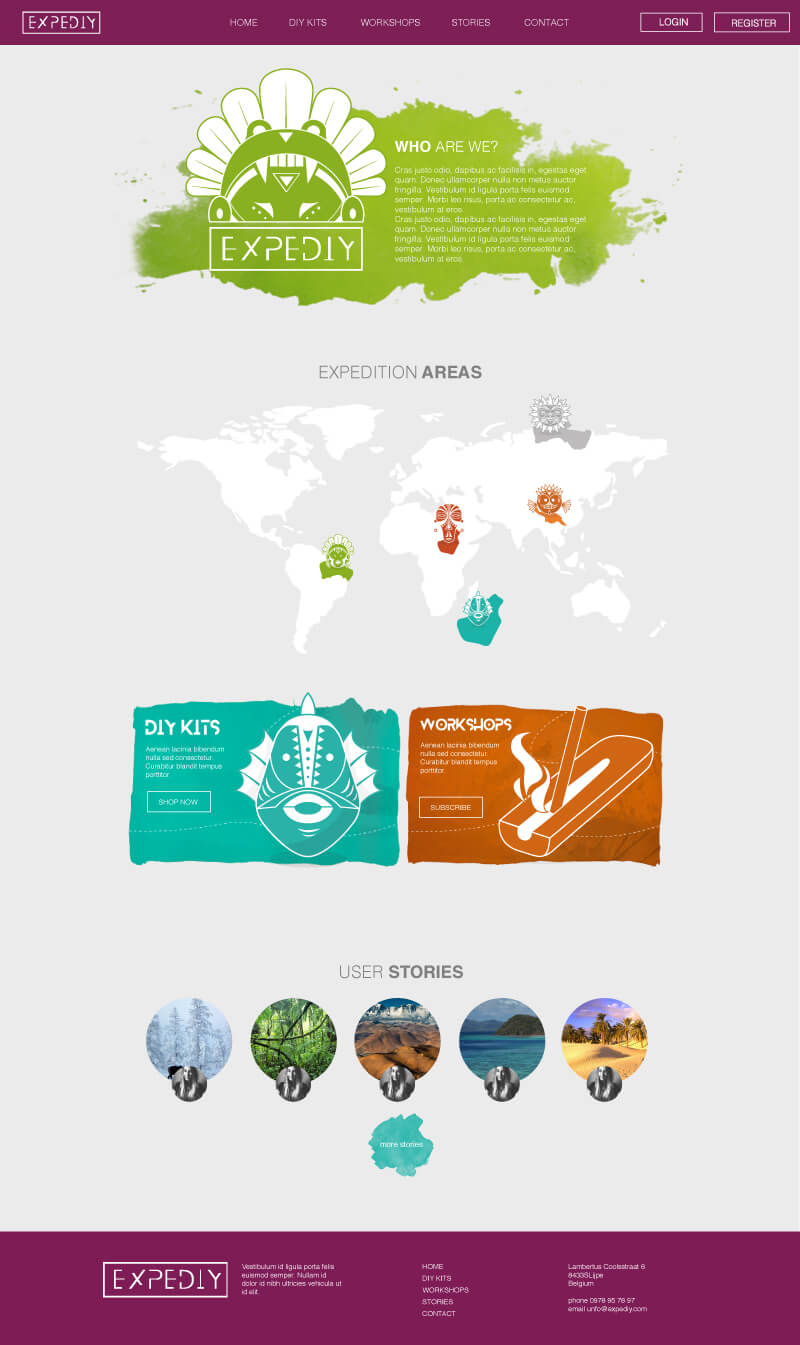 EXPEDIY
HOME DIY KITS WORKSHOPS STORIES CONTACT
LOGIN REGISTER
WHO ARE WE?
Cras justo odio, dapibus ac facilisis in, egestas eget
quam. Donec ullamcorper nulla non metus auctor
fringilla. Vestibulum id ligula porta felis euismod
semper. Morbi leo risus, porta ac consectetur ac,
vestibulum at eros.
Cras justo odio, dapibus ac facilisis in, egestas eget
quam. Donec ullamcorper nulla non metus auctor
fringilla. Vestibulum id ligula porta felis euismod
semper. Morbi leo risus, porta ac consectetur ac,
vestibulum at eros.
EXPEDIY
EXPEDITION AREAS
DIY KITS
Aenean lacinia bibendum
nulla sed consectetur.
Curabitur blandit tempus
porttitor
SHOP NOW
WORKSHOPS
Aenean lacinia bibendum
nulla sed consectetur.
Curabitur blandit tempus
porttitor.
SUBSCRIBE
USER STORIES
more stories
EXPEDIY
Vestibulum id ligula porta felis
euismod semper. Nullam id
dolor id nibh ultricies vehicula ut
id elit.
HOME
DIY KITS
WORKSHOPS
STORIES
CONTACT
Lambertus Coolsstraat 6
8433SLijpe
Belgium
phone 0978 95 78 97
email unfo@expediy.com